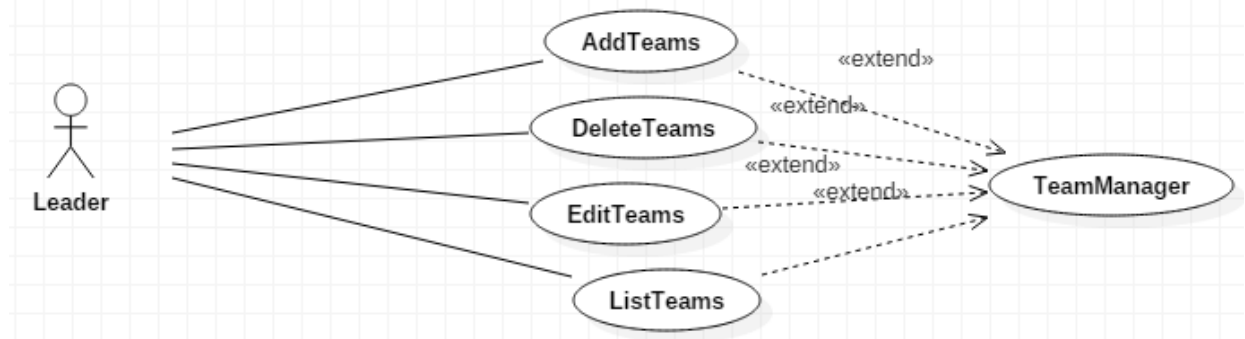 AddTeams
«extend»
«extend»
DeleteTeams
«extend»
TeamManager
«extend»
Leader
EditTeams
ListTeams